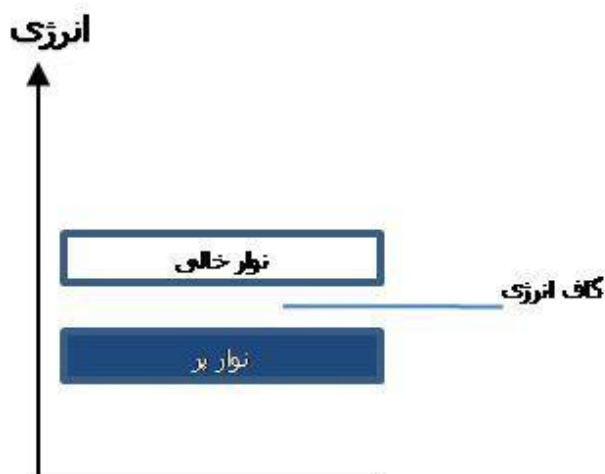 انرژی
نوار خالی
گاف انرژی
نوار پر